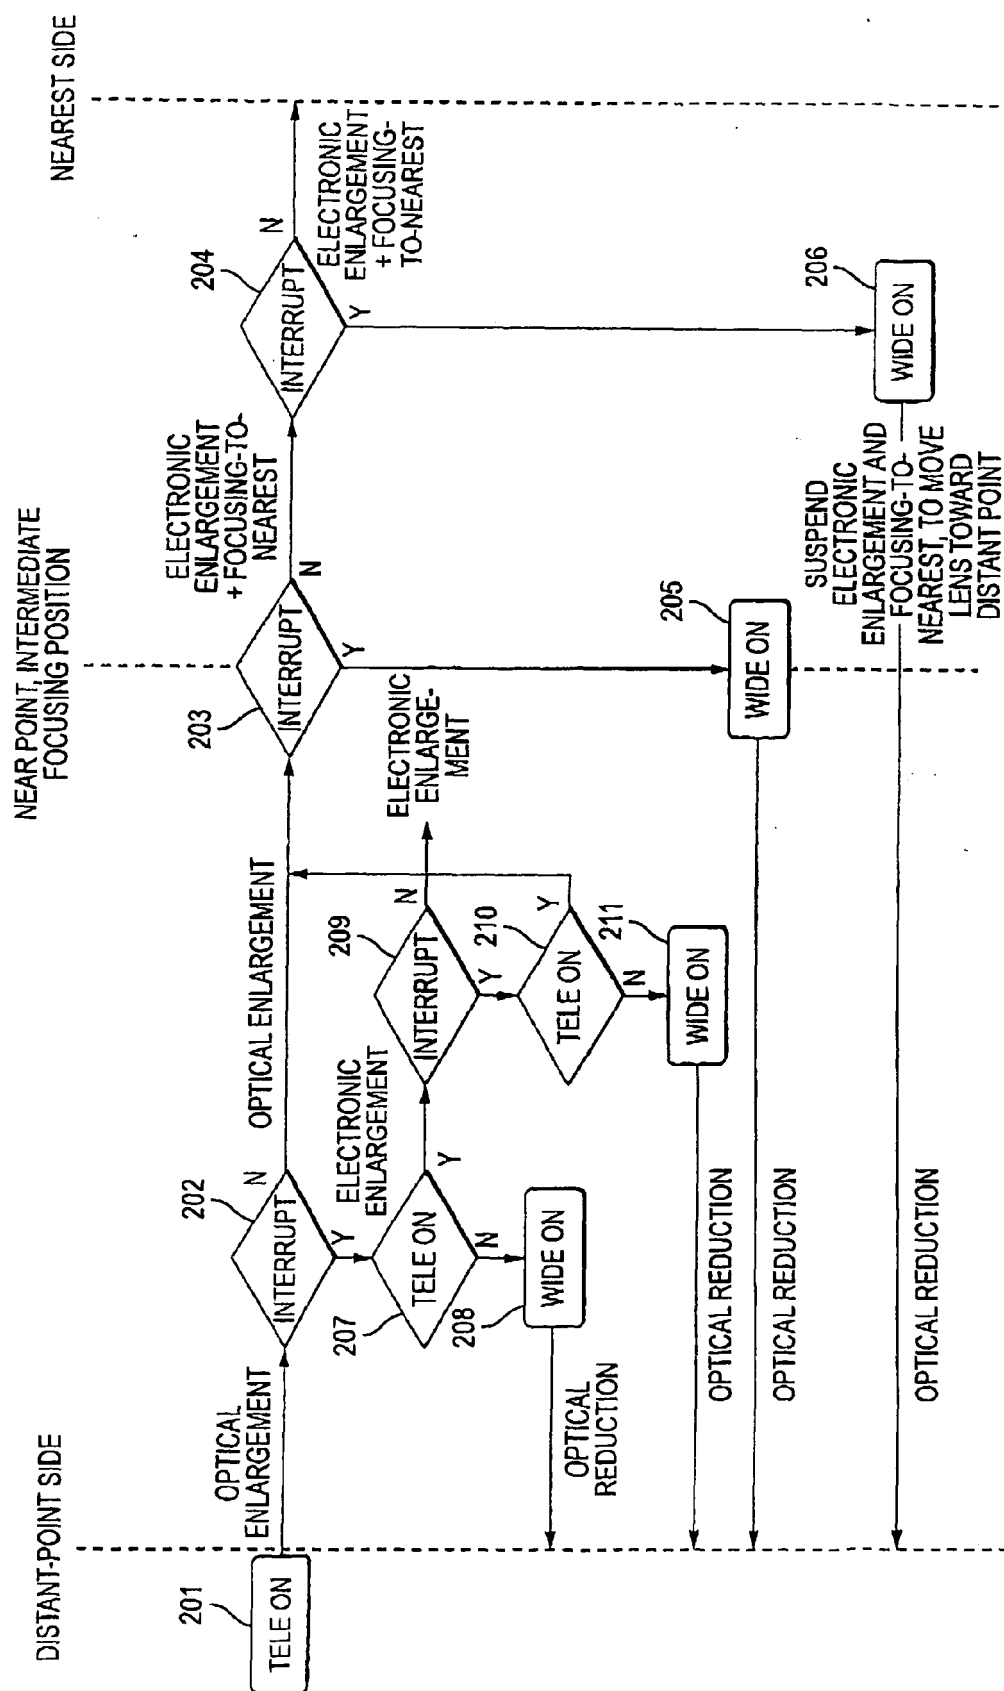 DISTANT-POINT SIDE
NEAR POINT, INTERMEDIATE
FOCUSING POSITION
NEAREST SIDE
201
TELE ON
OPTICAL
ENLARGEMENT
202
INTERRUPT
N
Y
OPTICAL ENLARGEMENT
203
INTERRUPT
N
Y
ELECTRONIC
ENLARGEMENT
+ FOCUSING-TO-
NEAREST
204
INTERRUPT
N
Y
ELECTRONIC
ENLARGEMENT
+ FOCUSING-
TO-NEAREST
207
TELE ON
Y
N
ELECTRONIC
ENLARGEMENT
209
INTERRUPT
N
Y
ELECTRONIC
ENLARGE-
MENT
208
WIDE ON
OPTICAL
REDUCTION
210
TELE ON
Y
N
211
WIDE ON
OPTICAL REDUCTION
205
WIDE ON
OPTICAL REDUCTION
206
WIDE ON
SUSPEND
ELECTRONIC
ENLARGEMENT AND
FOCUSING-TO-
NEAREST, TO MOVE
LENS TOWARD
DISTANT POINT
OPTICAL REDUCTION